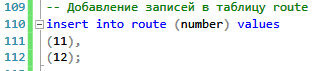 109 -- Добавление записей в таблицу route
110 insert into route (number) values
111 (11),
112 (12);